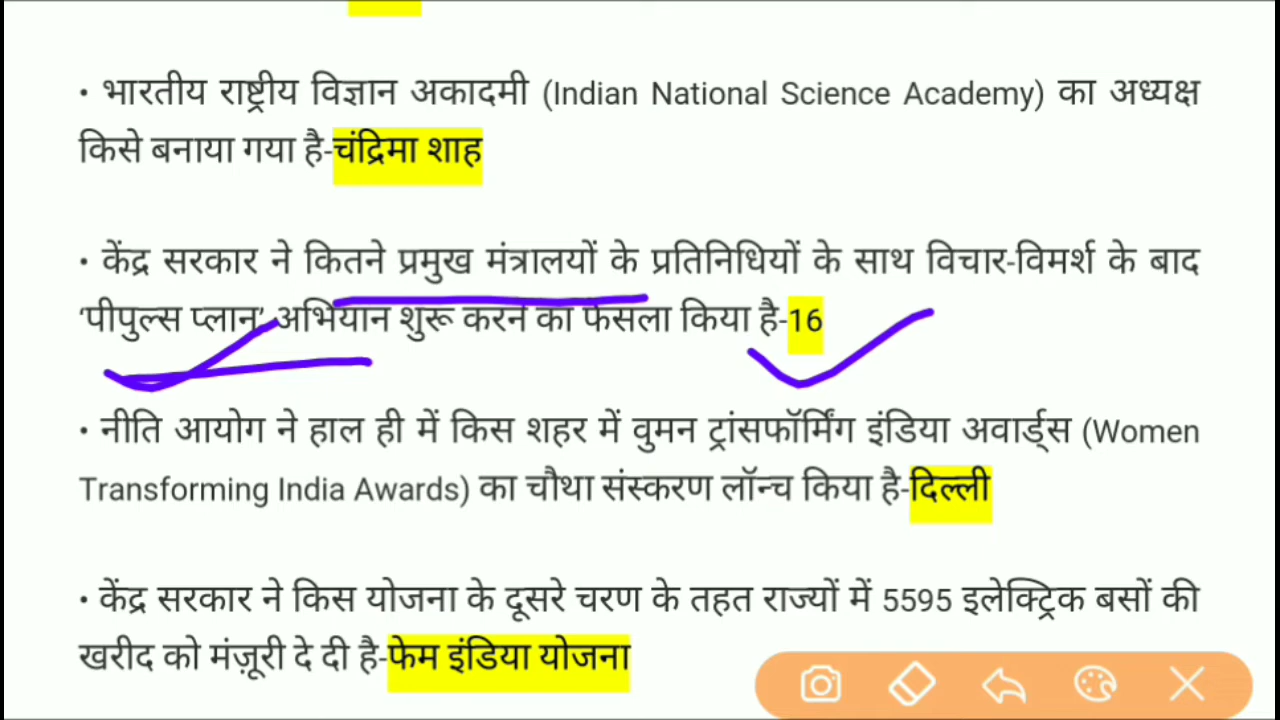 • भारतीय राष्ट्रीय विज्ञान अकादमी (Indian National Science Academy) का अध्यक्ष
किसे बनाया गया है-चंद्रिमा शाह
• केंद्र सरकार ने कितने प्रमुख मंत्रालयों के प्रतिनिधियों के साथ विचार-विमर्श के बाद
‘पीपुल्स प्लान’ अभियान शुरू करने का फैसला किया है-16
• नीति आयोग ने हाल ही में किस शहर में वुमन ट्रांसफॉर्मिंग इंडिया अवार्ड्स (Women
Transforming India Awards) का चौथा संस्करण लॉन्च किया है-दिल्ली
• केंद्र सरकार ने किस योजना के दूसरे चरण के तहत राज्यों में 5595 इलेक्ट्रिक बसों की
खरीद को मंज़ूरी दे दी है-फेम इंडिया योजना